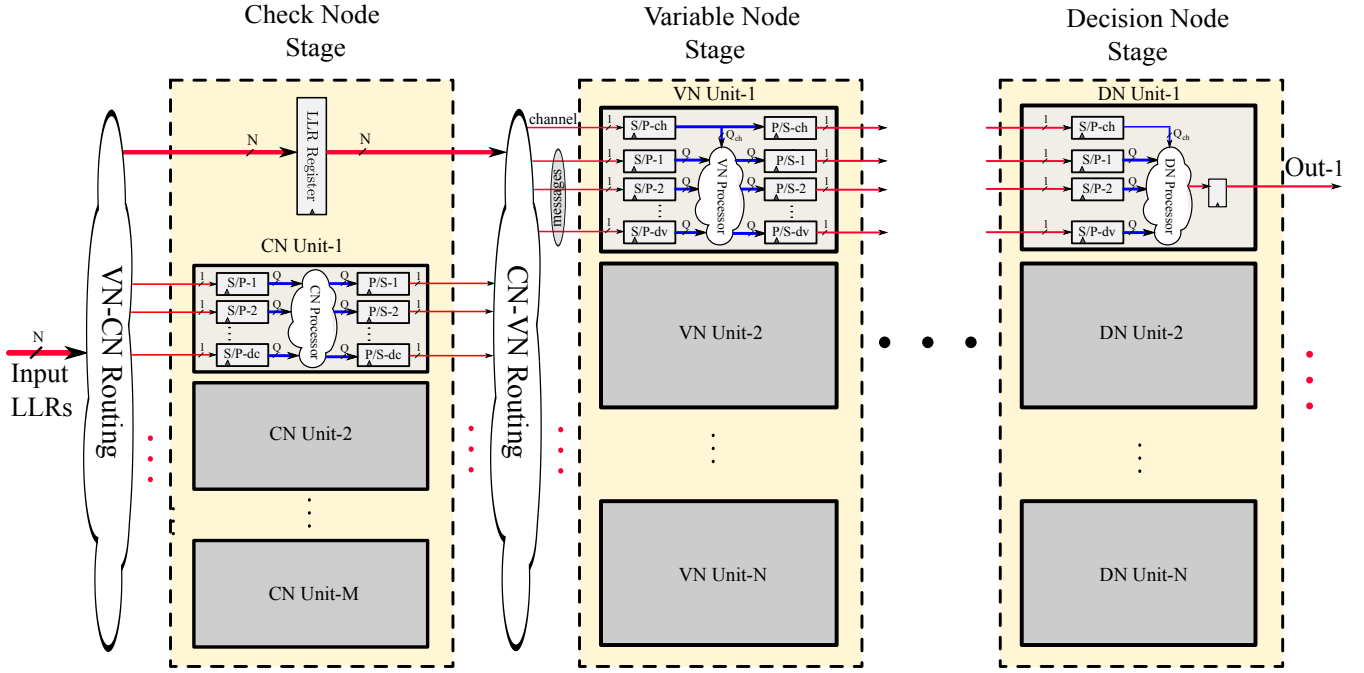 Check Node
Stage
Variable Node
Stage
Decision Node
Stage
VN-CN Routing
N
Input
LLRs
N
LLR Register
N
CN Unit-1
1 S/P-1 Q Q P/S-1 1
1 S/P-2 Q Q P/S-2 1
CN Processor
1 S/P-dc Q Q P/S-dc 1
CN Unit-2
CN Unit-M
CN-VN Routing
channel
messages
VN Unit-1
1 S/P-ch Qch P/S-ch 1
1 S/P-1 Q Q P/S-1 1
1 S/P-2 Q Q P/S-2 1
VN Processor
1 S/P-dv Q Q P/S-dv 1
VN Unit-2
VN Unit-N
DN Unit-1
1 S/P-ch Qch
1 S/P-1 Q
1 S/P-2 Q
DN Processor
1 S/P-dv Q
Out-1
DN Unit-2
DN Unit-N